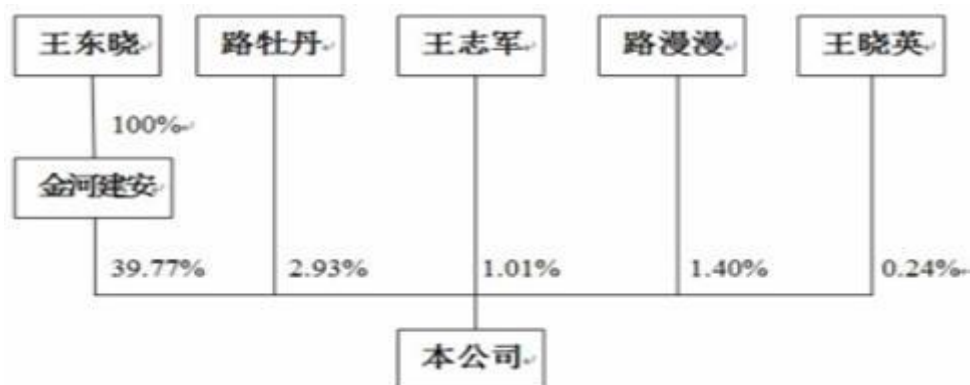 王东晓 路牡丹 王志军 路漫漫 王晓英
100%
金河建安
39.77% 2.93% 1.01% 1.40% 0.24%
本公司